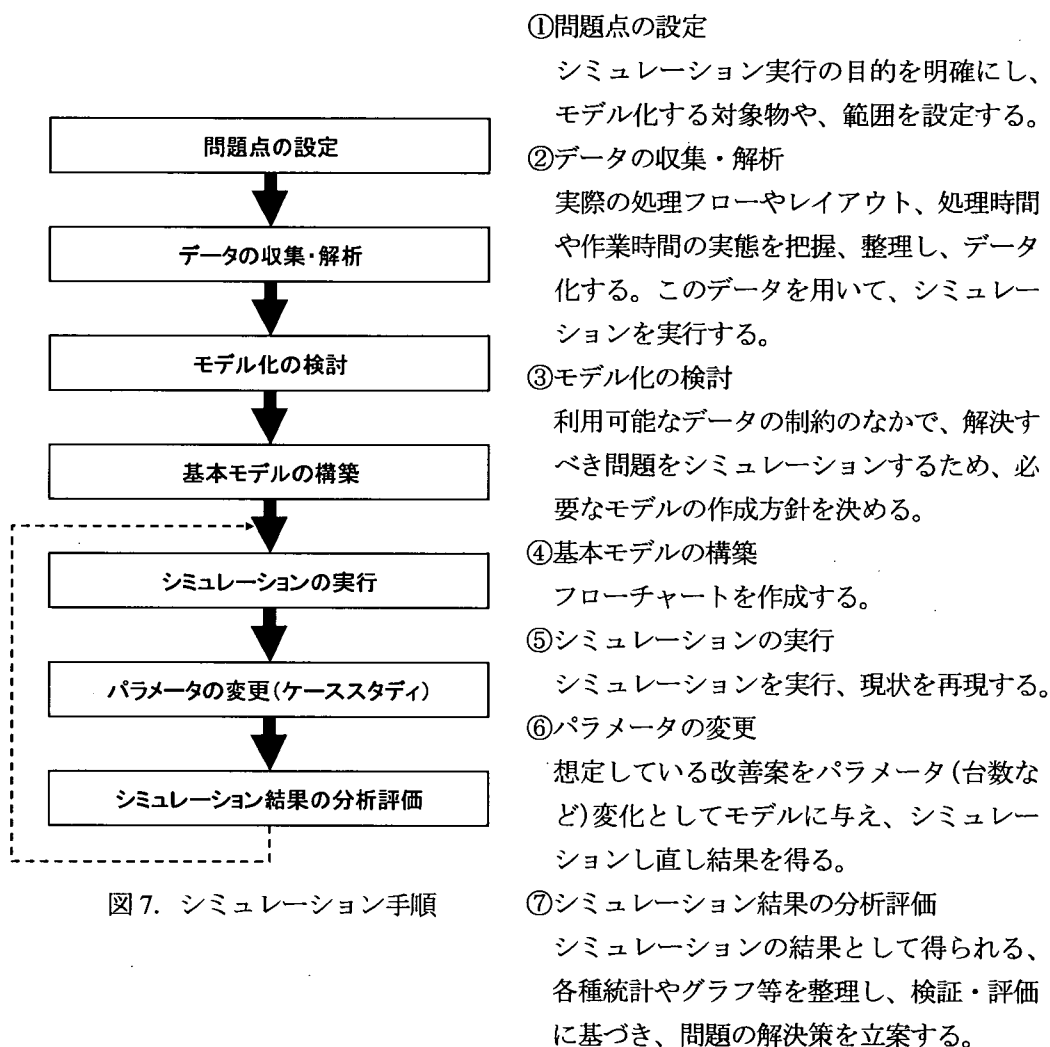 問題点の設定
データの収集・解析
モデル化の検討
基本モデルの構築
シミュレーションの実行
パラメータの変更(ケーススタディ)
シミュレーション結果の分析評価
図7. シミュレーション手順
①問題点の設定
シミュレーション実行の目的を明確にし、
モデル化する対象物や、範囲を設定する。
②データの収集・解析
実際の処理フローやレイアウト、処理時間
や作業時間の実態を把握、整理し、データ
化する。このデータを用いて、シミュレー
ションを実行する。
③モデル化の検討
利用可能なデータの制約のなかで、解決す
べき問題をシミュレーションするため、必
要なモデルの作成方針を決める。
④基本モデルの構築
フローチャートを作成する。
⑤シミュレーションの実行
シミュレーションを実行、現状を再現する。
⑥パラメータの変更
想定している改善案をパラメータ(台数な
ど)変化としてモデルに与え、シミュレー
ションし直し結果を得る。
⑦シミュレーション結果の分析評価
シミュレーションの結果として得られる、
各種統計やグラフ等を整理し、検証・評価
に基づき、問題の解決策を立案する。